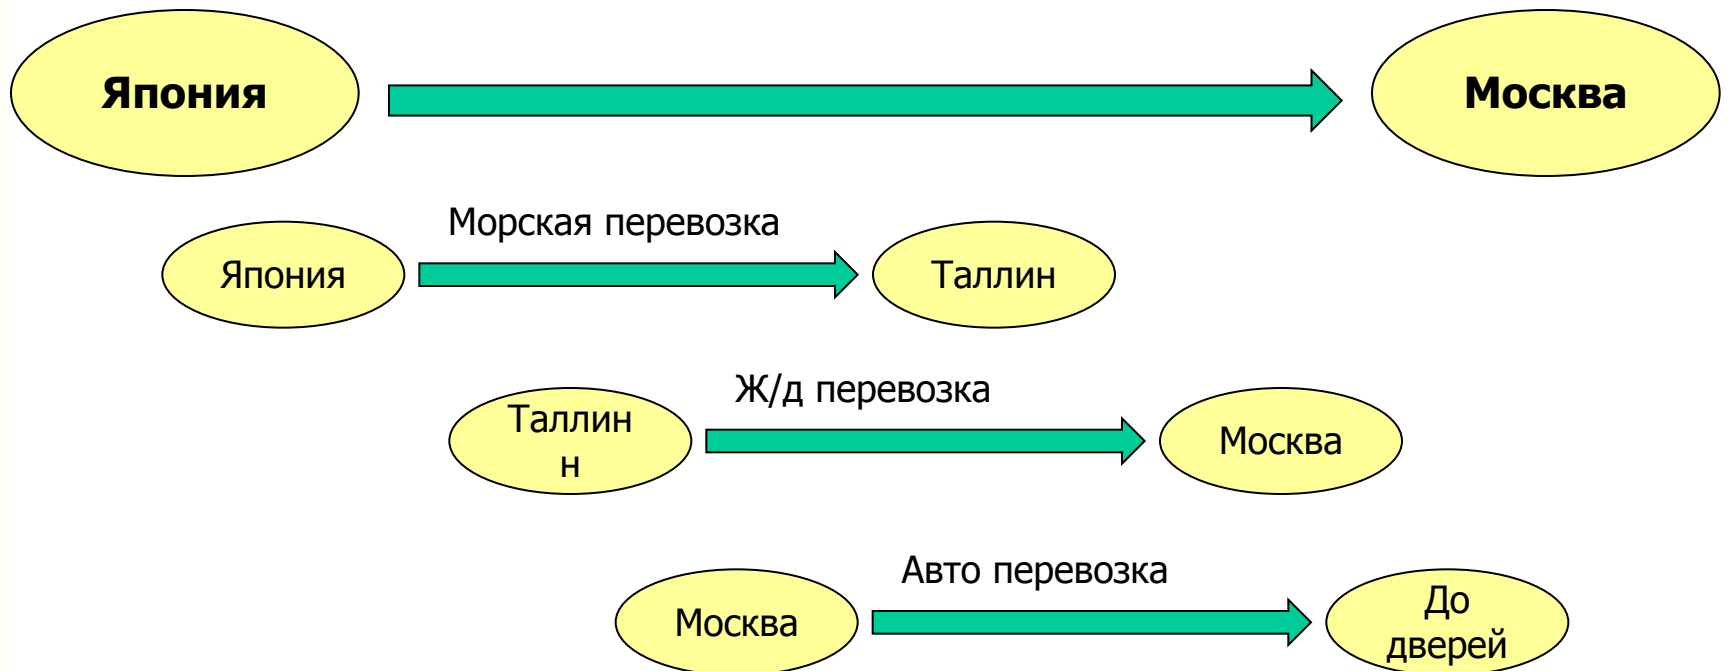 Япония
Москва
Морская перевозка
Япония
Таллин
Ж/д перевозка
Таллин
н
Москва
Авто перевозка
Москва
До
дверей